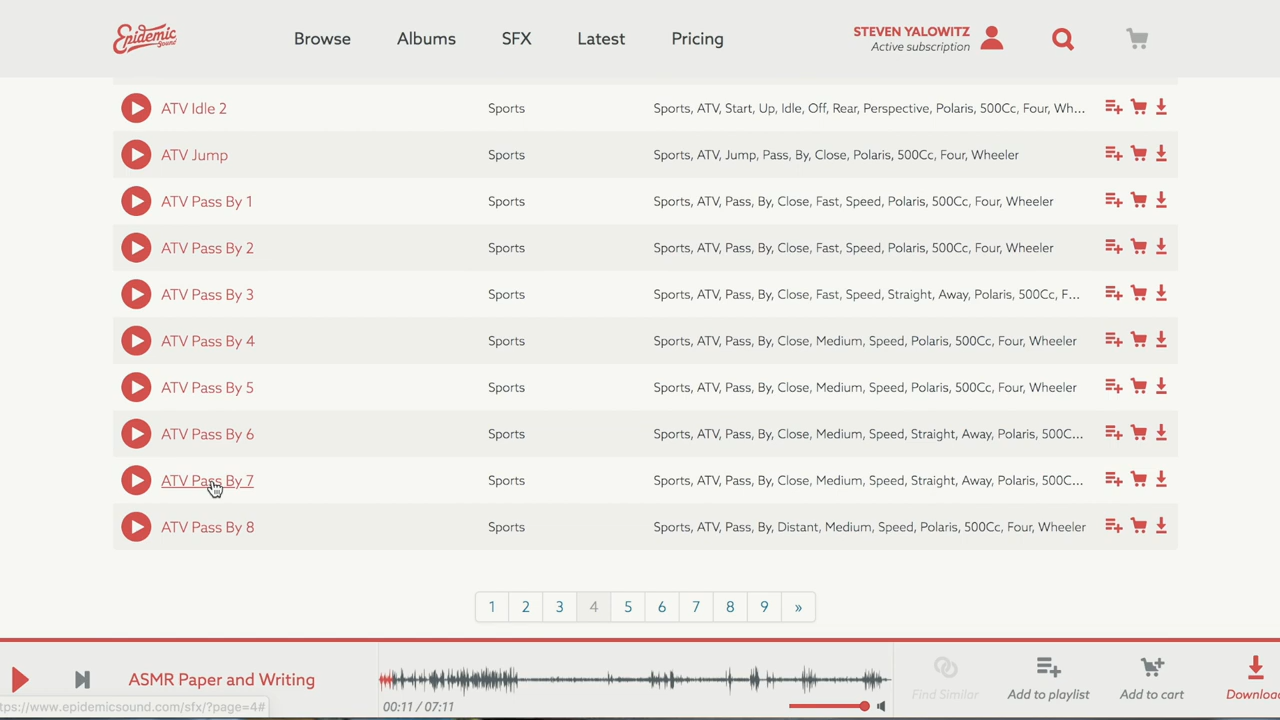 Epidemic Sound
Browse Albums SFX Latest Pricing
STEVEN YALOWITZ
Active subscription
ATV Idle 2 Sports Sports, ATV, Start, Up, Idle, Off, Rear, Perspective, Polaris, 500Cc, Four, Wh...
ATV Jump Sports Sports, ATV, Jump, Pass, By, Close, Polaris, 500Cc, Four, Wheeler
ATV Pass By 1 Sports Sports, ATV, Pass, By, Close, Fast, Speed, Polaris, 500Cc, Four, Wheeler
ATV Pass By 2 Sports Sports, ATV, Pass, By, Close, Fast, Speed, Polaris, 500Cc, Four, Wheeler
ATV Pass By 3 Sports Sports, ATV, Pass, By, Close, Fast, Speed, Straight, Away, Polaris, 500Cc, F...
ATV Pass By 4 Sports Sports, ATV, Pass, By, Close, Medium, Speed, Polaris, 500Cc, Four, Wheeler
ATV Pass By 5 Sports Sports, ATV, Pass, By, Close, Medium, Speed, Polaris, 500Cc, Four, Wheeler
ATV Pass By 6 Sports Sports, ATV, Pass, By, Close, Medium, Speed, Straight, Away, Polaris, 500C...
ATV Pass By 7 Sports Sports, ATV, Pass, By, Close, Medium, Speed, Straight, Away, Polaris, 500C...
ATV Pass By 8 Sports Sports, ATV, Pass, By, Distant, Medium, Speed, Polaris, 500Cc, Four, Wheeler
1 2 3 4 5 6 7 8 9 »
ASMR Paper and Writing
00:11 / 07:11
Find Similar Add to playlist Add to cart Download
ttps://www.epidemicsound.com/sfx/?page=4#